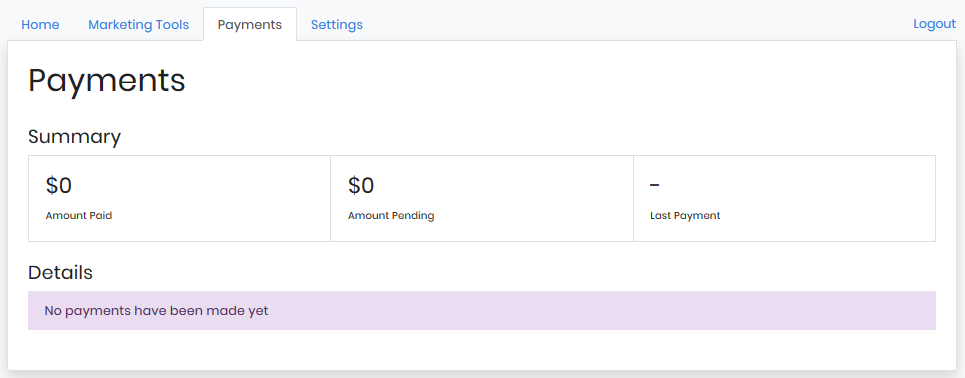 Home Marketing Tools Payments Settings Logout
Payments
Summary
$0 $0 -
Amount Paid Amount Pending Last Payment
Details
No payments have been made yet